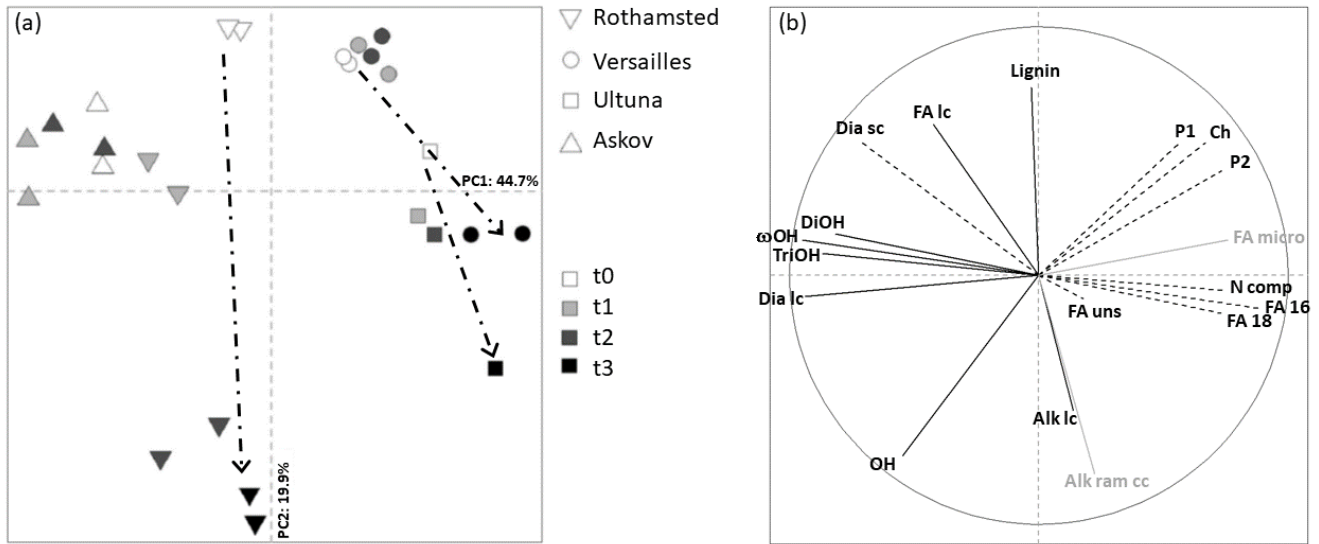 (a)
Rothamsted
Versailles
Ultuna
Askov
PC1: 44.7%
t0
t1
t2
t3
PC2: 19.9%
(b)
Lignin
FA lc
Dia sc
P1
Ch
P2
DiOH
ωOH
TriOH
FA micro
Dia lc
N comp
FA 16
FA uns
FA 18
Alk lc
OH
Alk ram cc